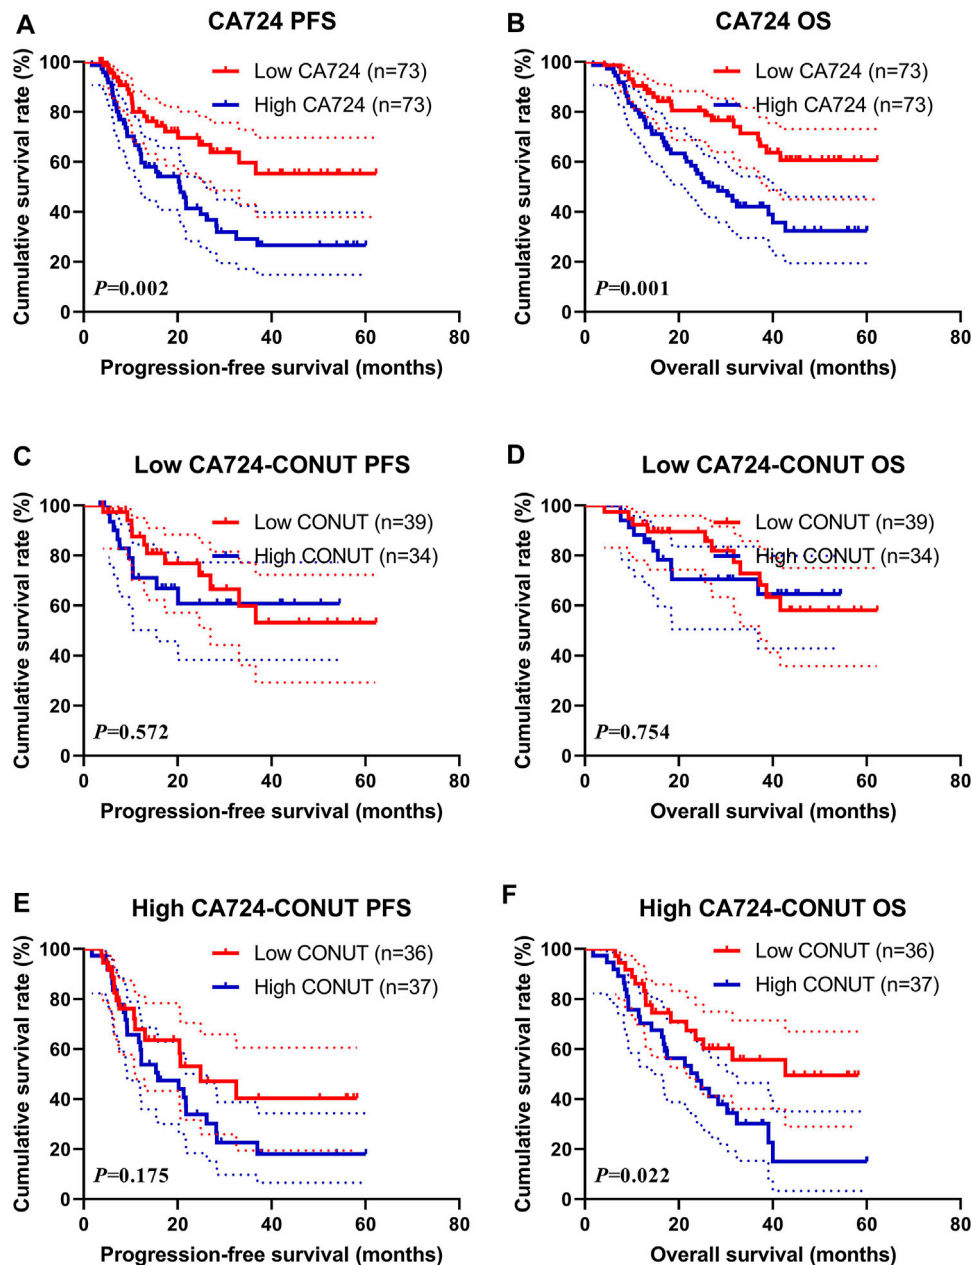 A
CA724 PFS
Cumulative survival rate (%)
100
80
60
40
20
0
Low CA724 (n=73)
High CA724 (n=73)
P=0.002
0 20 40 60 80
Progression-free survival (months)
B
CA724 OS
Cumulative survival rate (%)
100
80
60
40
20
0
Low CA724 (n=73)
High CA724 (n=73)
P=0.001
0 20 40 60 80
Overall survival (months)
C
Low CA724-CONUT PFS
Cumulative survival rate (%)
100
80
60
40
20
0
Low CONUT (n=39)
High CONUT (n=34)
P=0.572
0 20 40 60 80
Progression-free survival (months)
D
Low CA724-CONUT OS
Cumulative survival rate (%)
100
80
60
40
20
0
Low CONUT (n=39)
High CONUT (n=34)
P=0.754
0 20 40 60 80
Overall survival (months)
E
High CA724-CONUT PFS
Cumulative survival rate (%)
100
80
60
40
20
0
Low CONUT (n=36)
High CONUT (n=37)
P=0.175
0 20 40 60 80
Progression-free survival (months)
F
High CA724-CONUT OS
Cumulative survival rate (%)
100
80
60
40
20
0
Low CONUT (n=36)
High CONUT (n=37)
P=0.022
0 20 40 60 80
Overall survival (months)